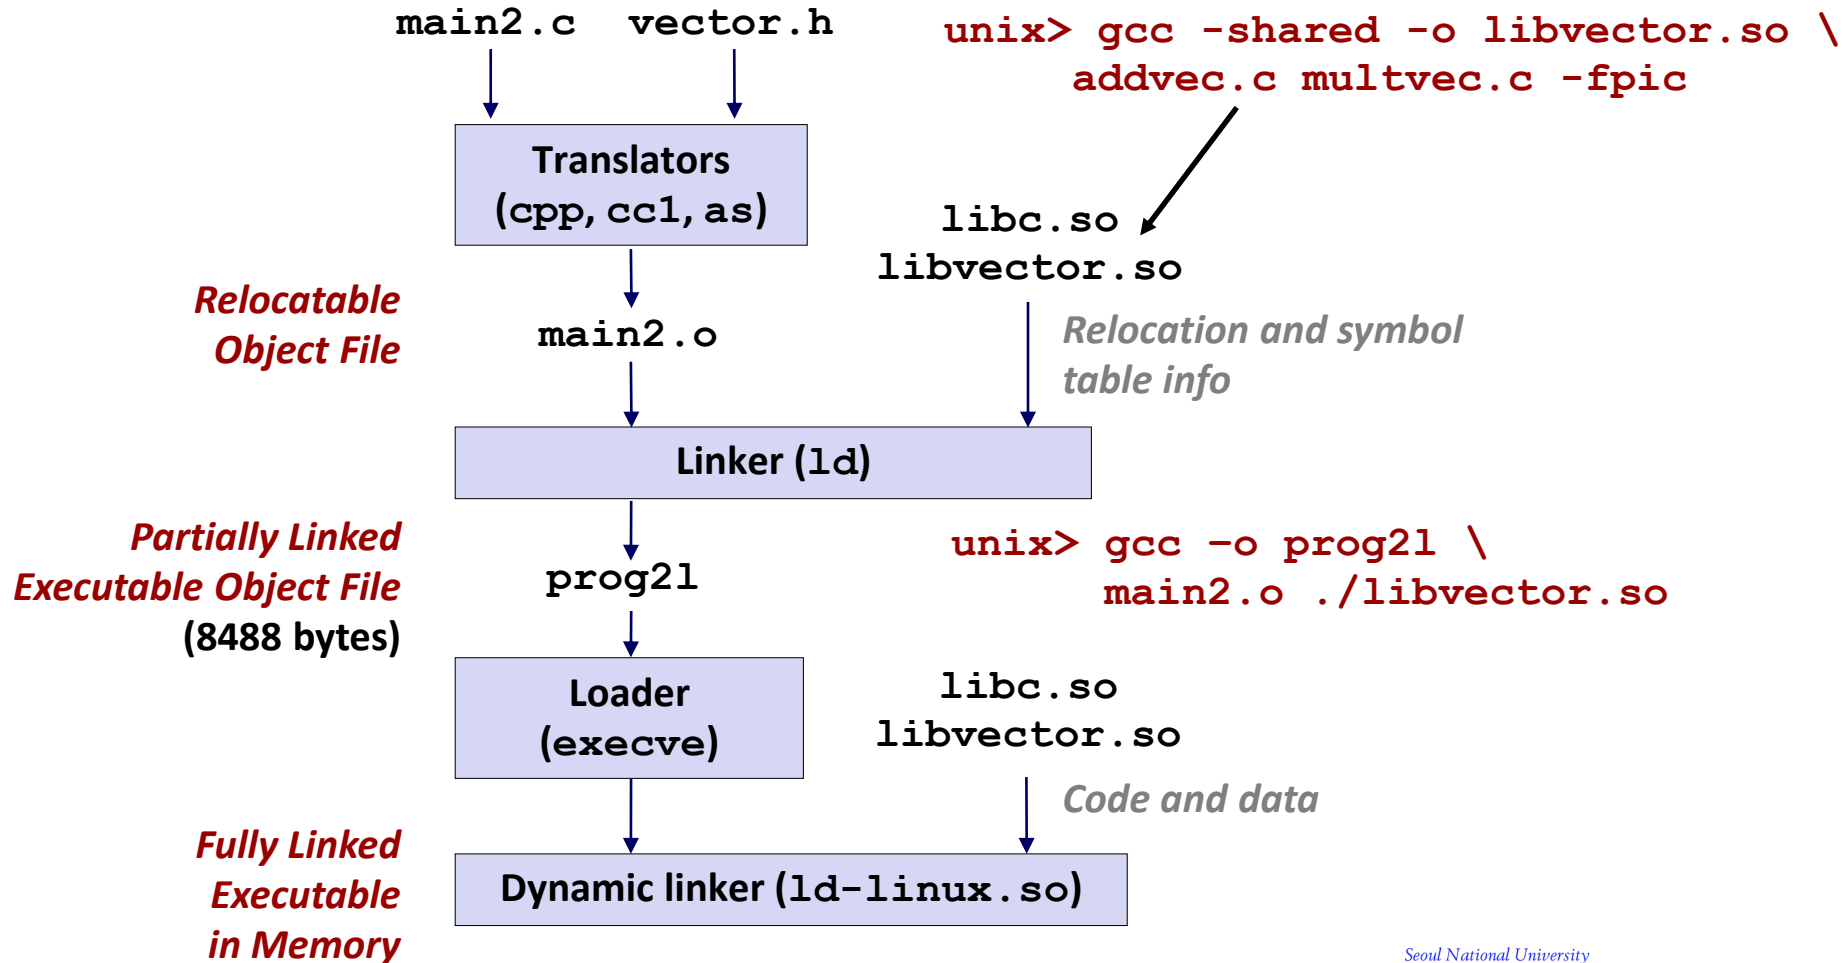 main2.c vector.h
unix> gcc -shared -o libvector.so \
addvec.c multvec.c -fpic
Translators
(cpp, cc1, as)
libc.so
libvector.so
Relocatable
Object File
main2.o
Relocation and symbol
table info
Linker (ld)
Partially Linked
Executable Object File
(8488 bytes)
prog2l
unix> gcc –o prog2l \
main2.o ./libvector.so
Loader
(execve)
libc.so
libvector.so
Code and data
Fully Linked
Executable
in Memory
Dynamic linker (ld-linux.so)
Seoul National University